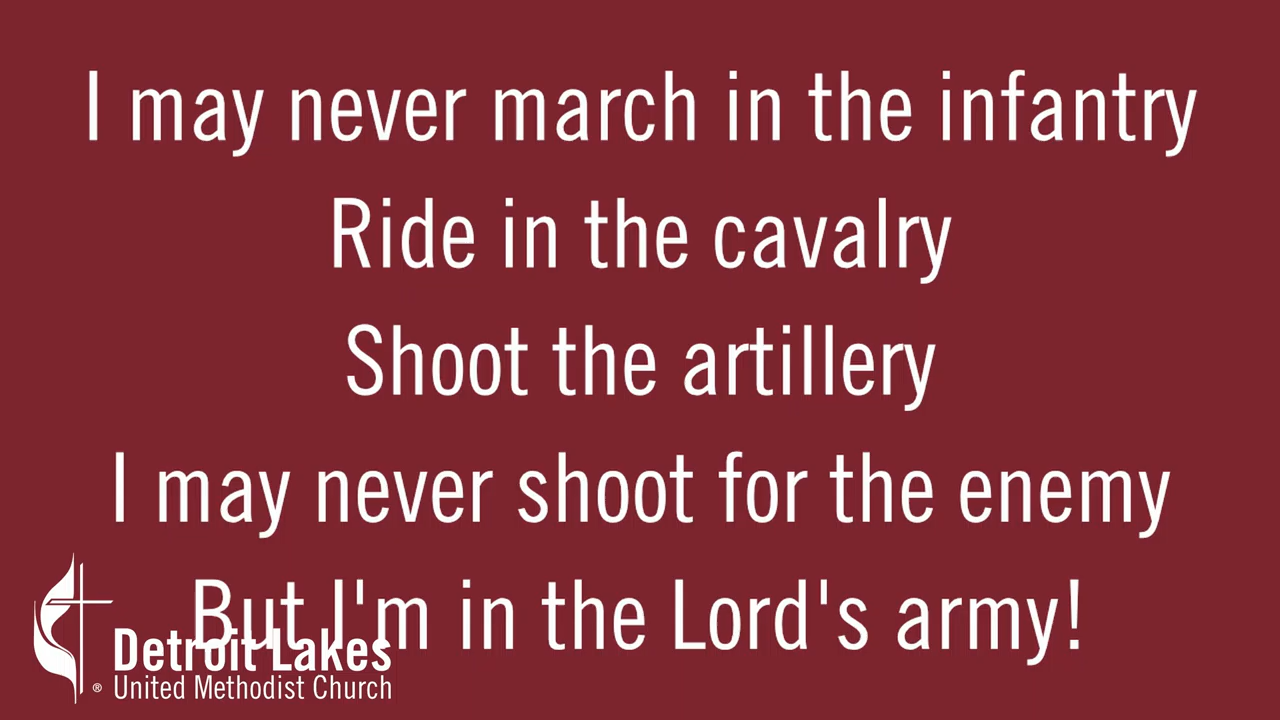 I may never march in the infantry
Ride in the cavalry
Shoot the artillery
I may never shoot for the enemy
But I'm in the Lord's army!
Detroit Lakes
United Methodist Church
®